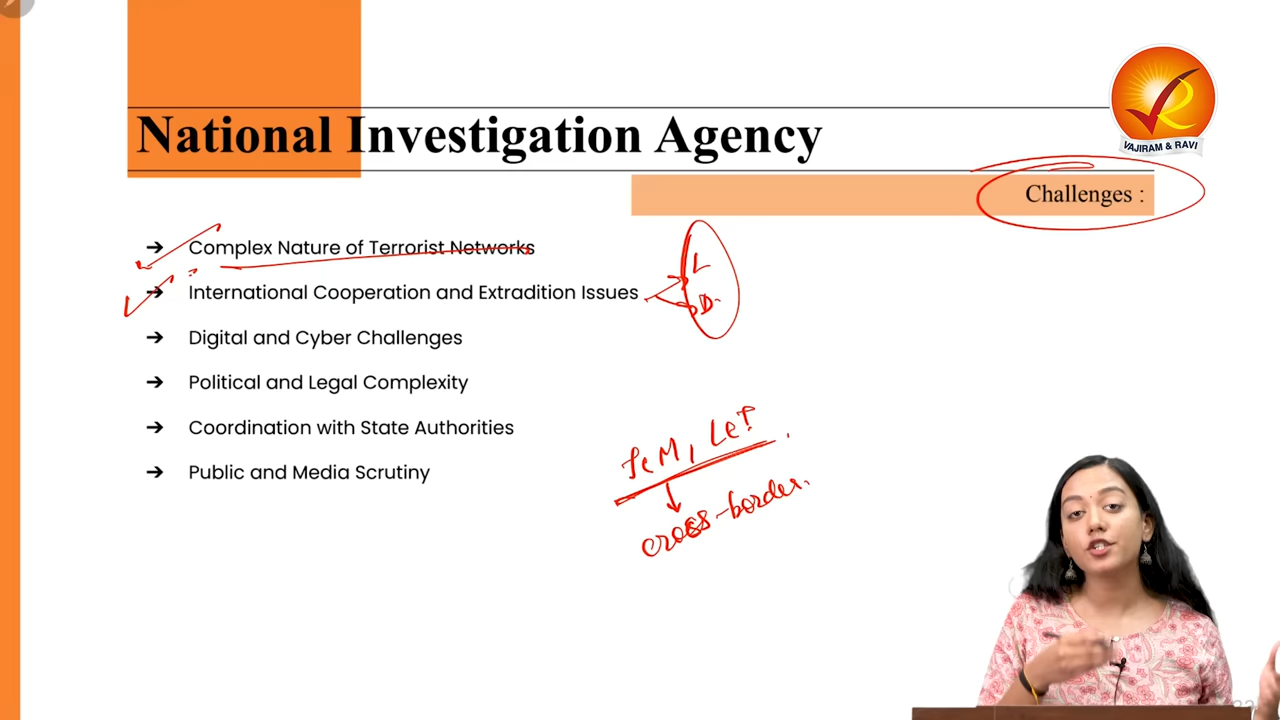 VAJIRAM & RAVI
National Investigation Agency
Challenges :
➔ Complex Nature of Terrorist Networks
➔ International Cooperation and Extradition Issues
L
D
➔ Digital and Cyber Challenges
➔ Political and Legal Complexity
➔ Coordination with State Authorities
➔ Public and Media Scrutiny
JeM, LeT
cross-border